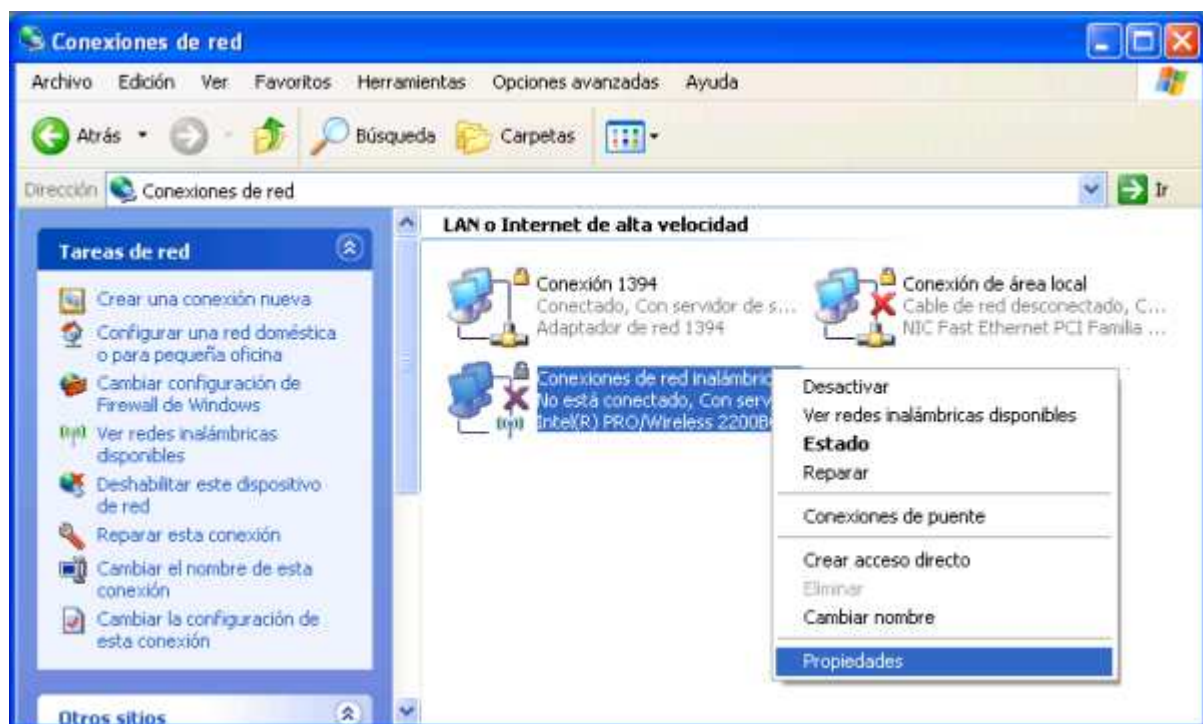 Conexiones de red
Archivo Edición Ver Favoritos Herramientas Opciones avanzadas Ayuda
Atrás Búsqueda Carpetas
Dirección Conexiones de red Ir
Tareas de red
Crear una conexión nueva
Configurar una red doméstica
o para pequeña oficina
Cambiar configuración de
Firewall de Windows
Ver redes inalámbricas
disponibles
Deshabilitar este dispositivo
de red
Reparar esta conexión
Cambiar el nombre de esta
conexión
Cambiar la configuración de
esta conexión
Otros sitios
LAN o Internet de alta velocidad
Conexión 1394
Conectado, Con servidor de s...
Adaptador de red 1394
Conexión de área local
Cable de red desconectado, C...
NIC Fast Ethernet PCI Familia ...
Conexiones de red inalámbric
No está conectado, Con serv
Intel(R) PRO/Wireless 2200B
Desactivar
Ver redes inalámbricas disponibles
Estado
Reparar
Conexiones de puente
Crear acceso directo
Eliminar
Cambiar nombre
Propiedades